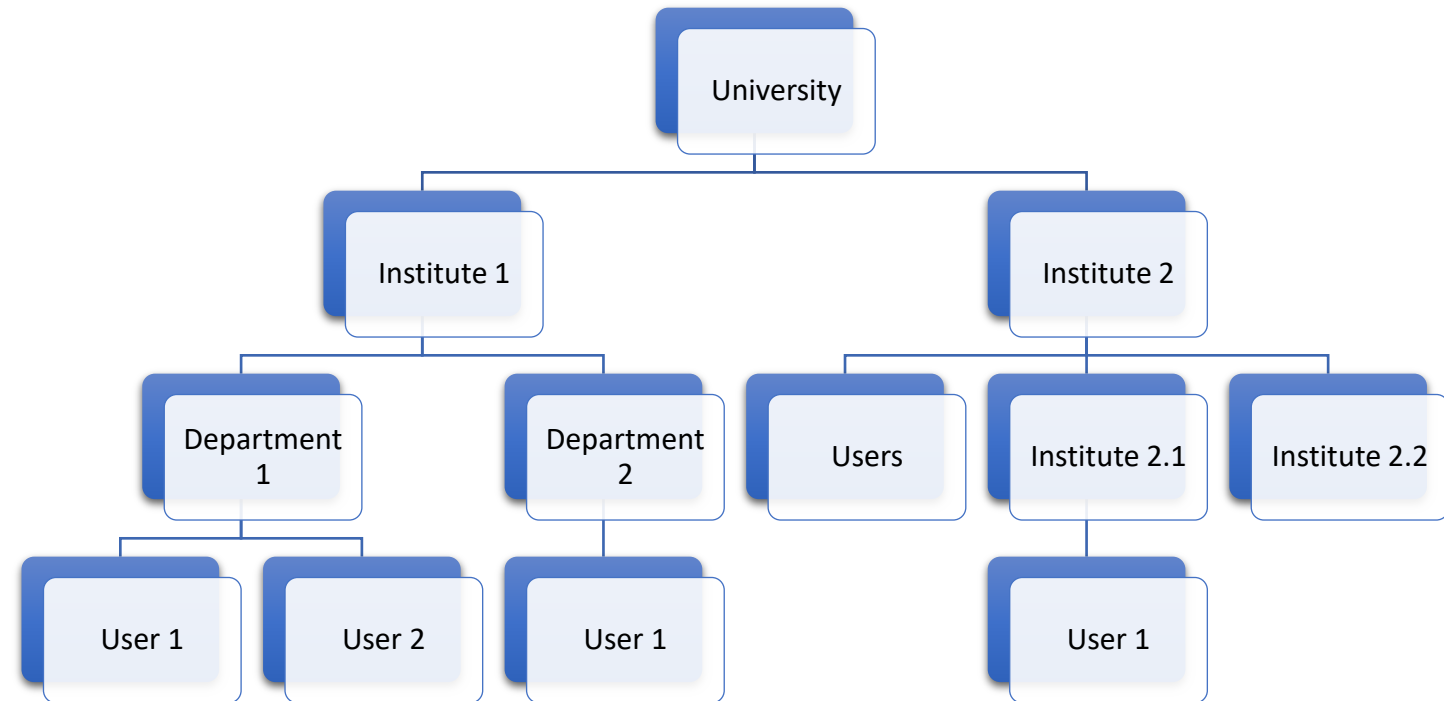 University
Institute 1
Institute 2
Department
1
Department
2
Users
Institute 2.1
Institute 2.2
User 1
User 2
User 1
User 1